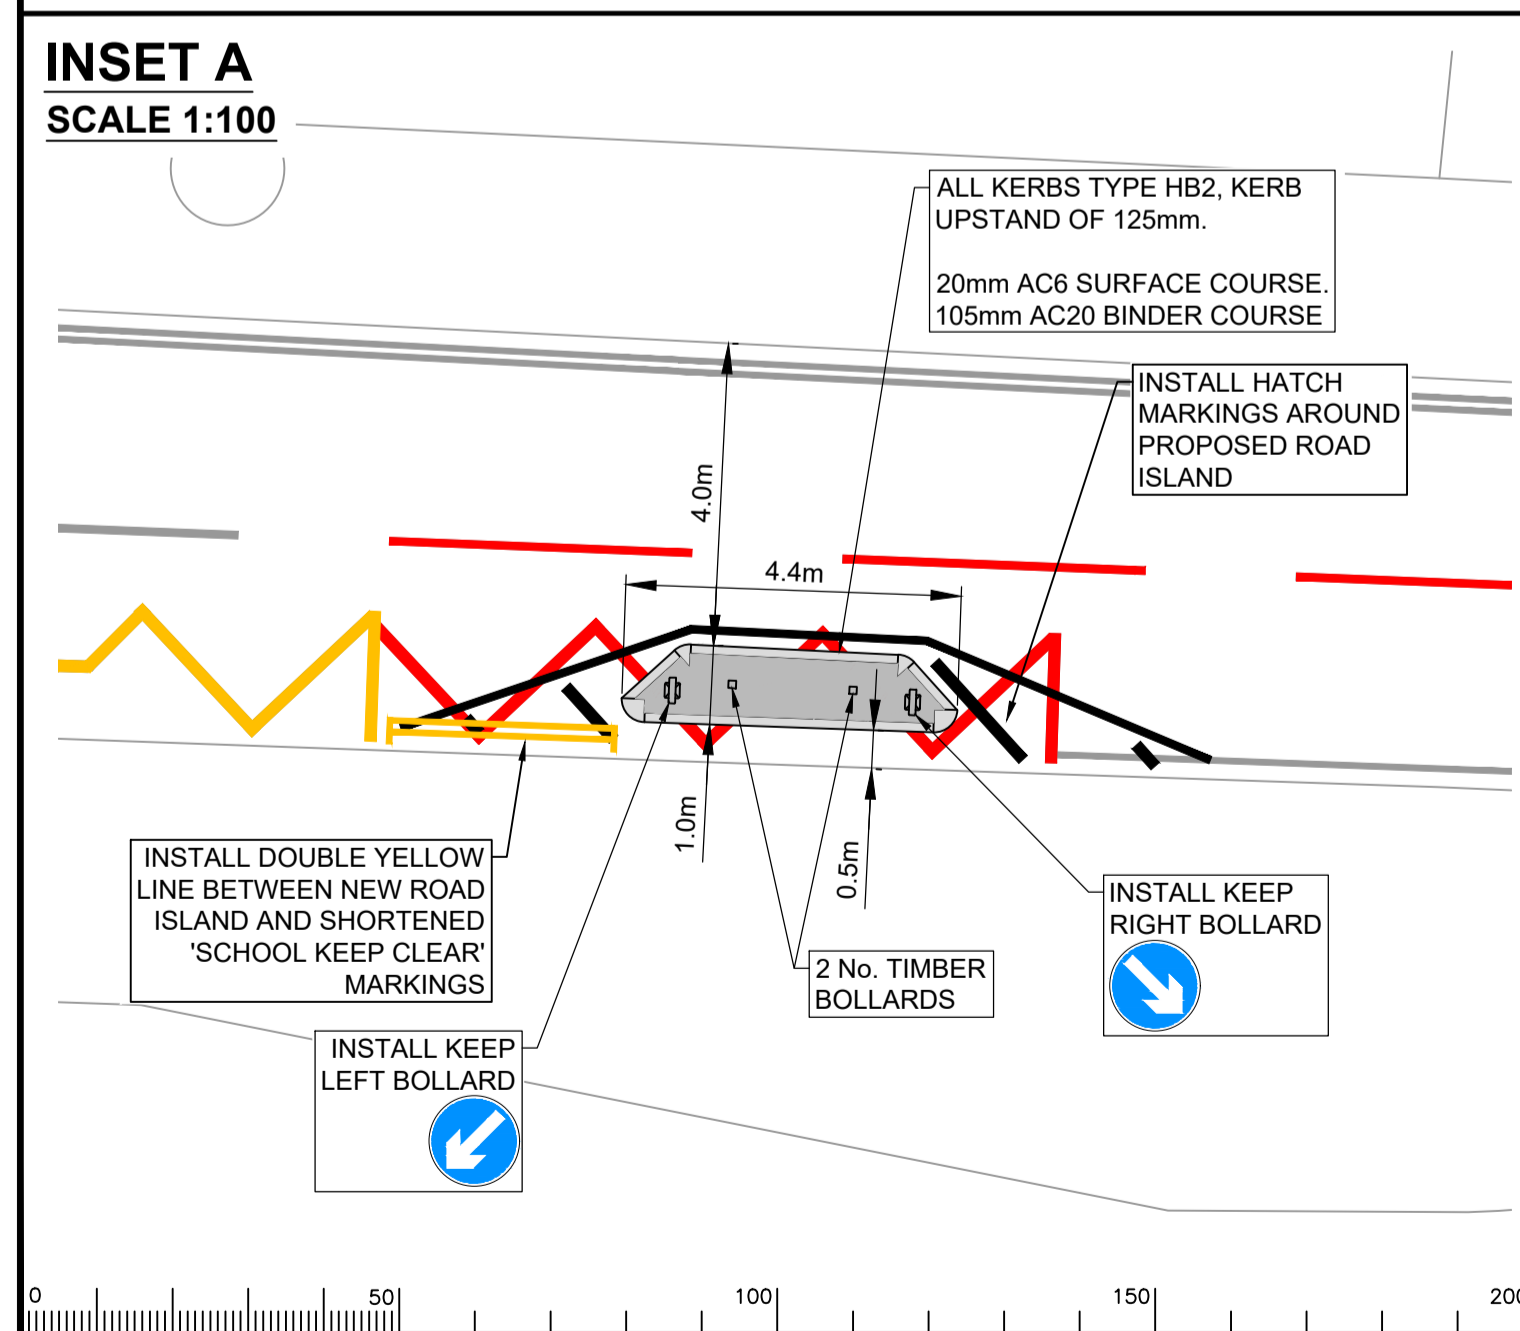 INSET A
SCALE 1:100
ALL KERBS TYPE HB2, KERB
UPSTAND OF 125mm.
20mm AC6 SURFACE COURSE.
105mm AC20 BINDER COURSE
INSTALL HATCH
MARKINGS AROUND
PROPOSED ROAD
ISLAND
4.0m
4.4m
1.0m
0.5m
INSTALL DOUBLE YELLOW
LINE BETWEEN NEW ROAD
ISLAND AND SHORTENED
'SCHOOL KEEP CLEAR'
MARKINGS
INSTALL KEEP
RIGHT BOLLARD
2 No. TIMBER
BOLLARDS
INSTALL KEEP
LEFT BOLLARD
0 50 100 150 200